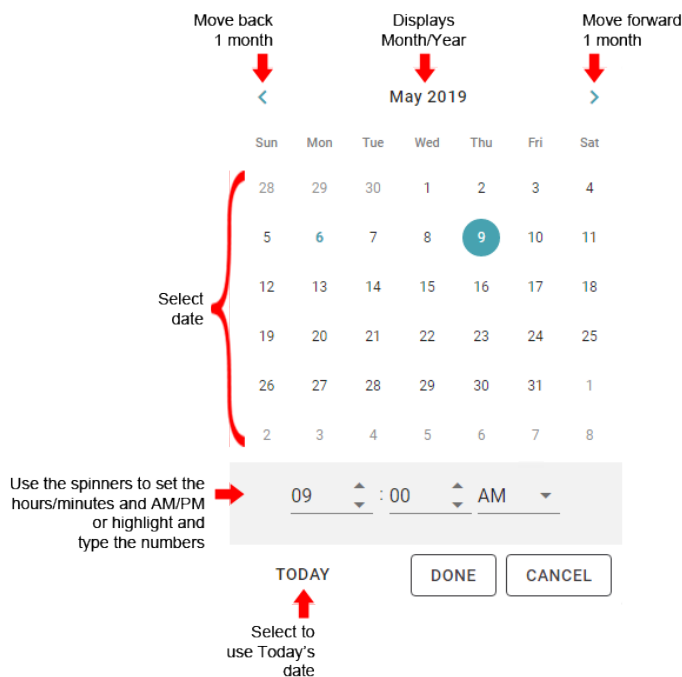 Move back
1 month
Displays
Month/Year
Move forward
1 month
May 2019
Sun Mon Tue Wed Thu Fri Sat
28 29 30 1 2 3 4
5 6 7 8 9 10 11
12 13 14 15 16 17 18
Select
date
19 20 21 22 23 24 25
26 27 28 29 30 31 1
2 3 4 5 6 7 8
Use the spinners to set the
hours/minutes and AM/PM
or highlight and
type the numbers
09 : 00 AM
TODAY DONE CANCEL
Select to
use Today's
date